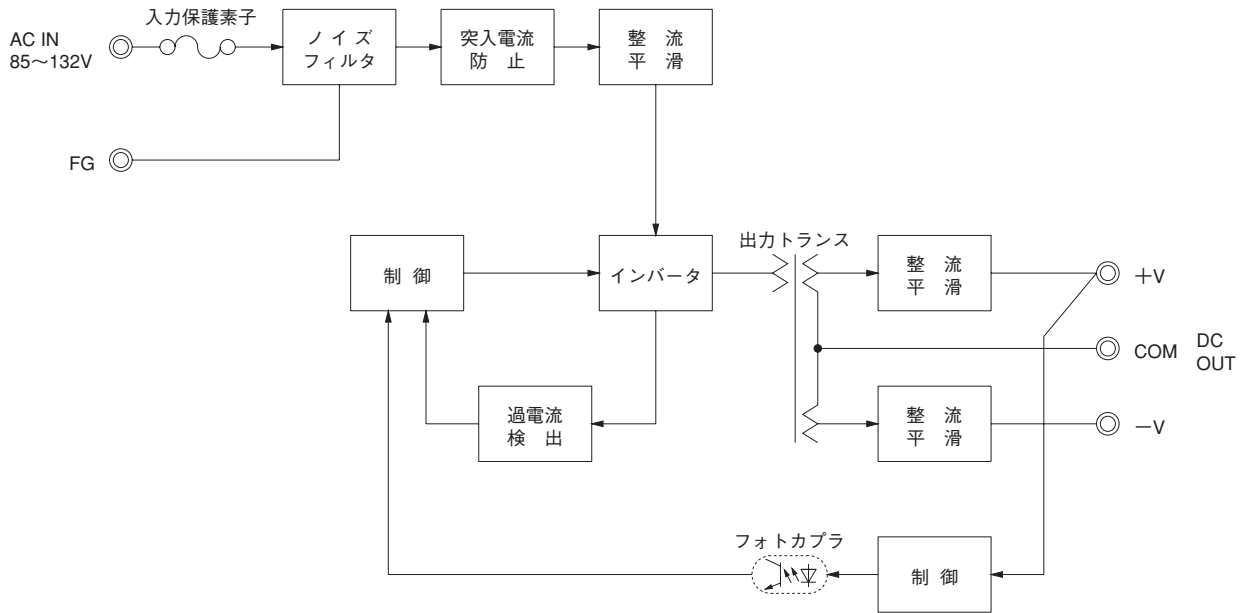 入力保護素子
AC IN
85〜132V
ノイズ
フィルタ
突入電流
防 止
整 流
平 滑
FG
制 御
インバータ
出力トランス
整 流
平 滑
+V
COM
DC
OUT
過電流
検 出
整 流
平 滑
−V
フォトカプラ
制 御